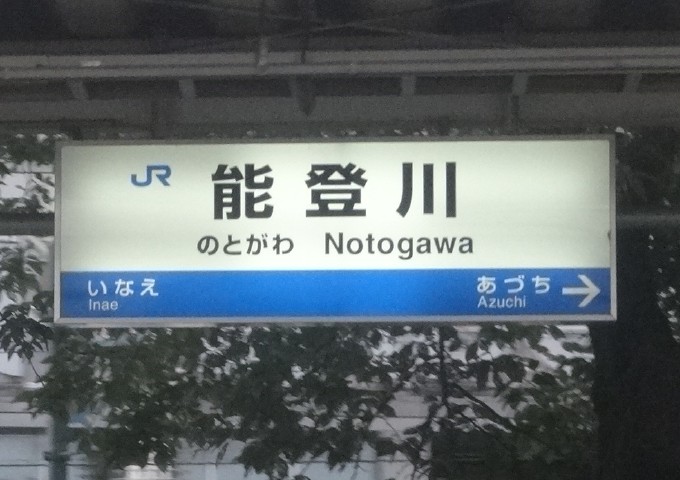 JR 能登川
のとがわ Notogawa
いなえ あづち →
Inae Azuchi